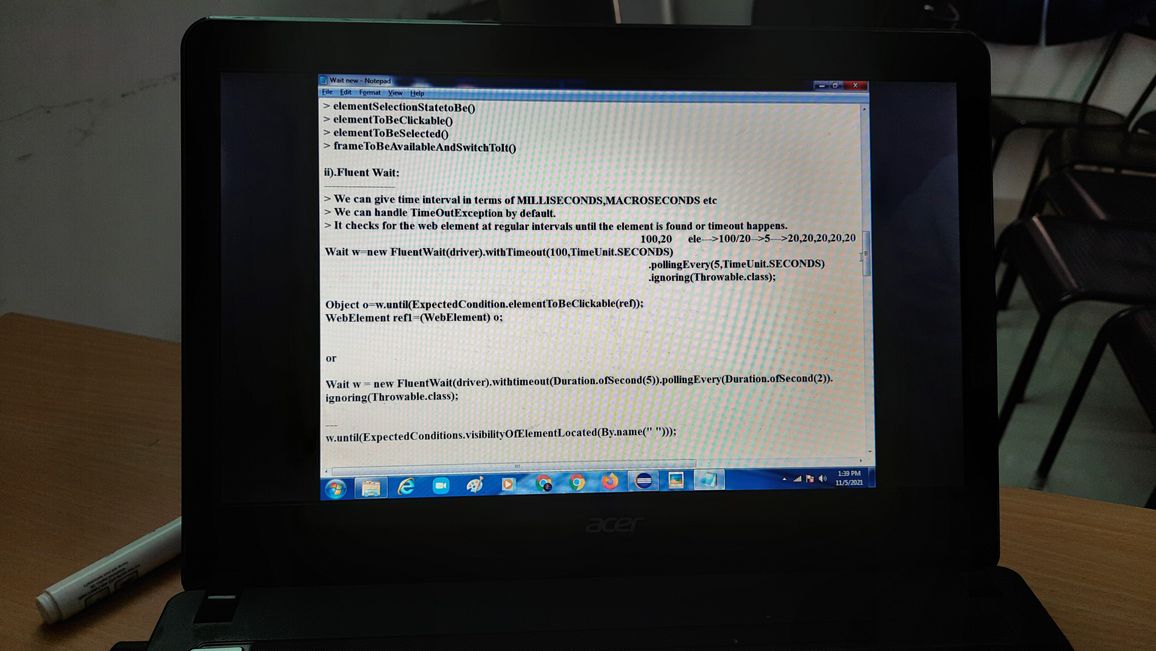 Wait new - Notepad
File Edit Format View Help
> elementSelectionStatetoBe()
> elementToBeClickable()
> elementToBeSelected()
> frameToBeAvailableAndSwitchToIt()
ii).Fluent Wait:
--------------------
> We can give time interval in terms of MILLISECONDS,MACROSECONDS etc
> We can handle TimeOutException by default.
> It checks for the web element at regular intervals until the element is found or timeout happens.
100,20 ele--->100/20-->5--->20,20,20,20,20
Wait w=new FluentWait(driver).withTimeout(100,TimeUnit.SECONDS)
.pollingEvery(5,TimeUnit.SECONDS)
.ignoring(Throwable.class);
Object o=w.until(ExpectedCondition.elementToBeClickable(ref));
WebElement ref1=(WebElement) o;
or
Wait w = new FluentWait(driver).withtimeout(Duration.ofSecond(5)).pollingEvery(Duration.ofSecond(2)).
ignoring(Throwable.class);
---
w.until(ExpectedConditions.visibilityOfElementLocated(By.name(" ")));
1:39 PM
11/5/2021
acer